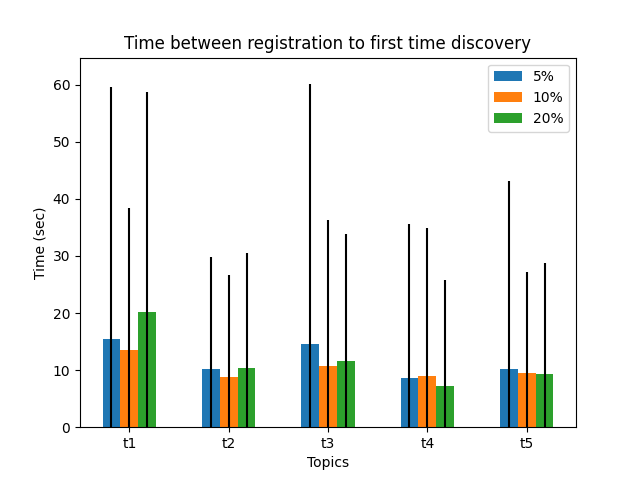 Time between registration to first time discovery
5%
10%
20%
60
50
40
30
20
10
0
Time (sec)
t1
t2
t3
t4
t5
Topics